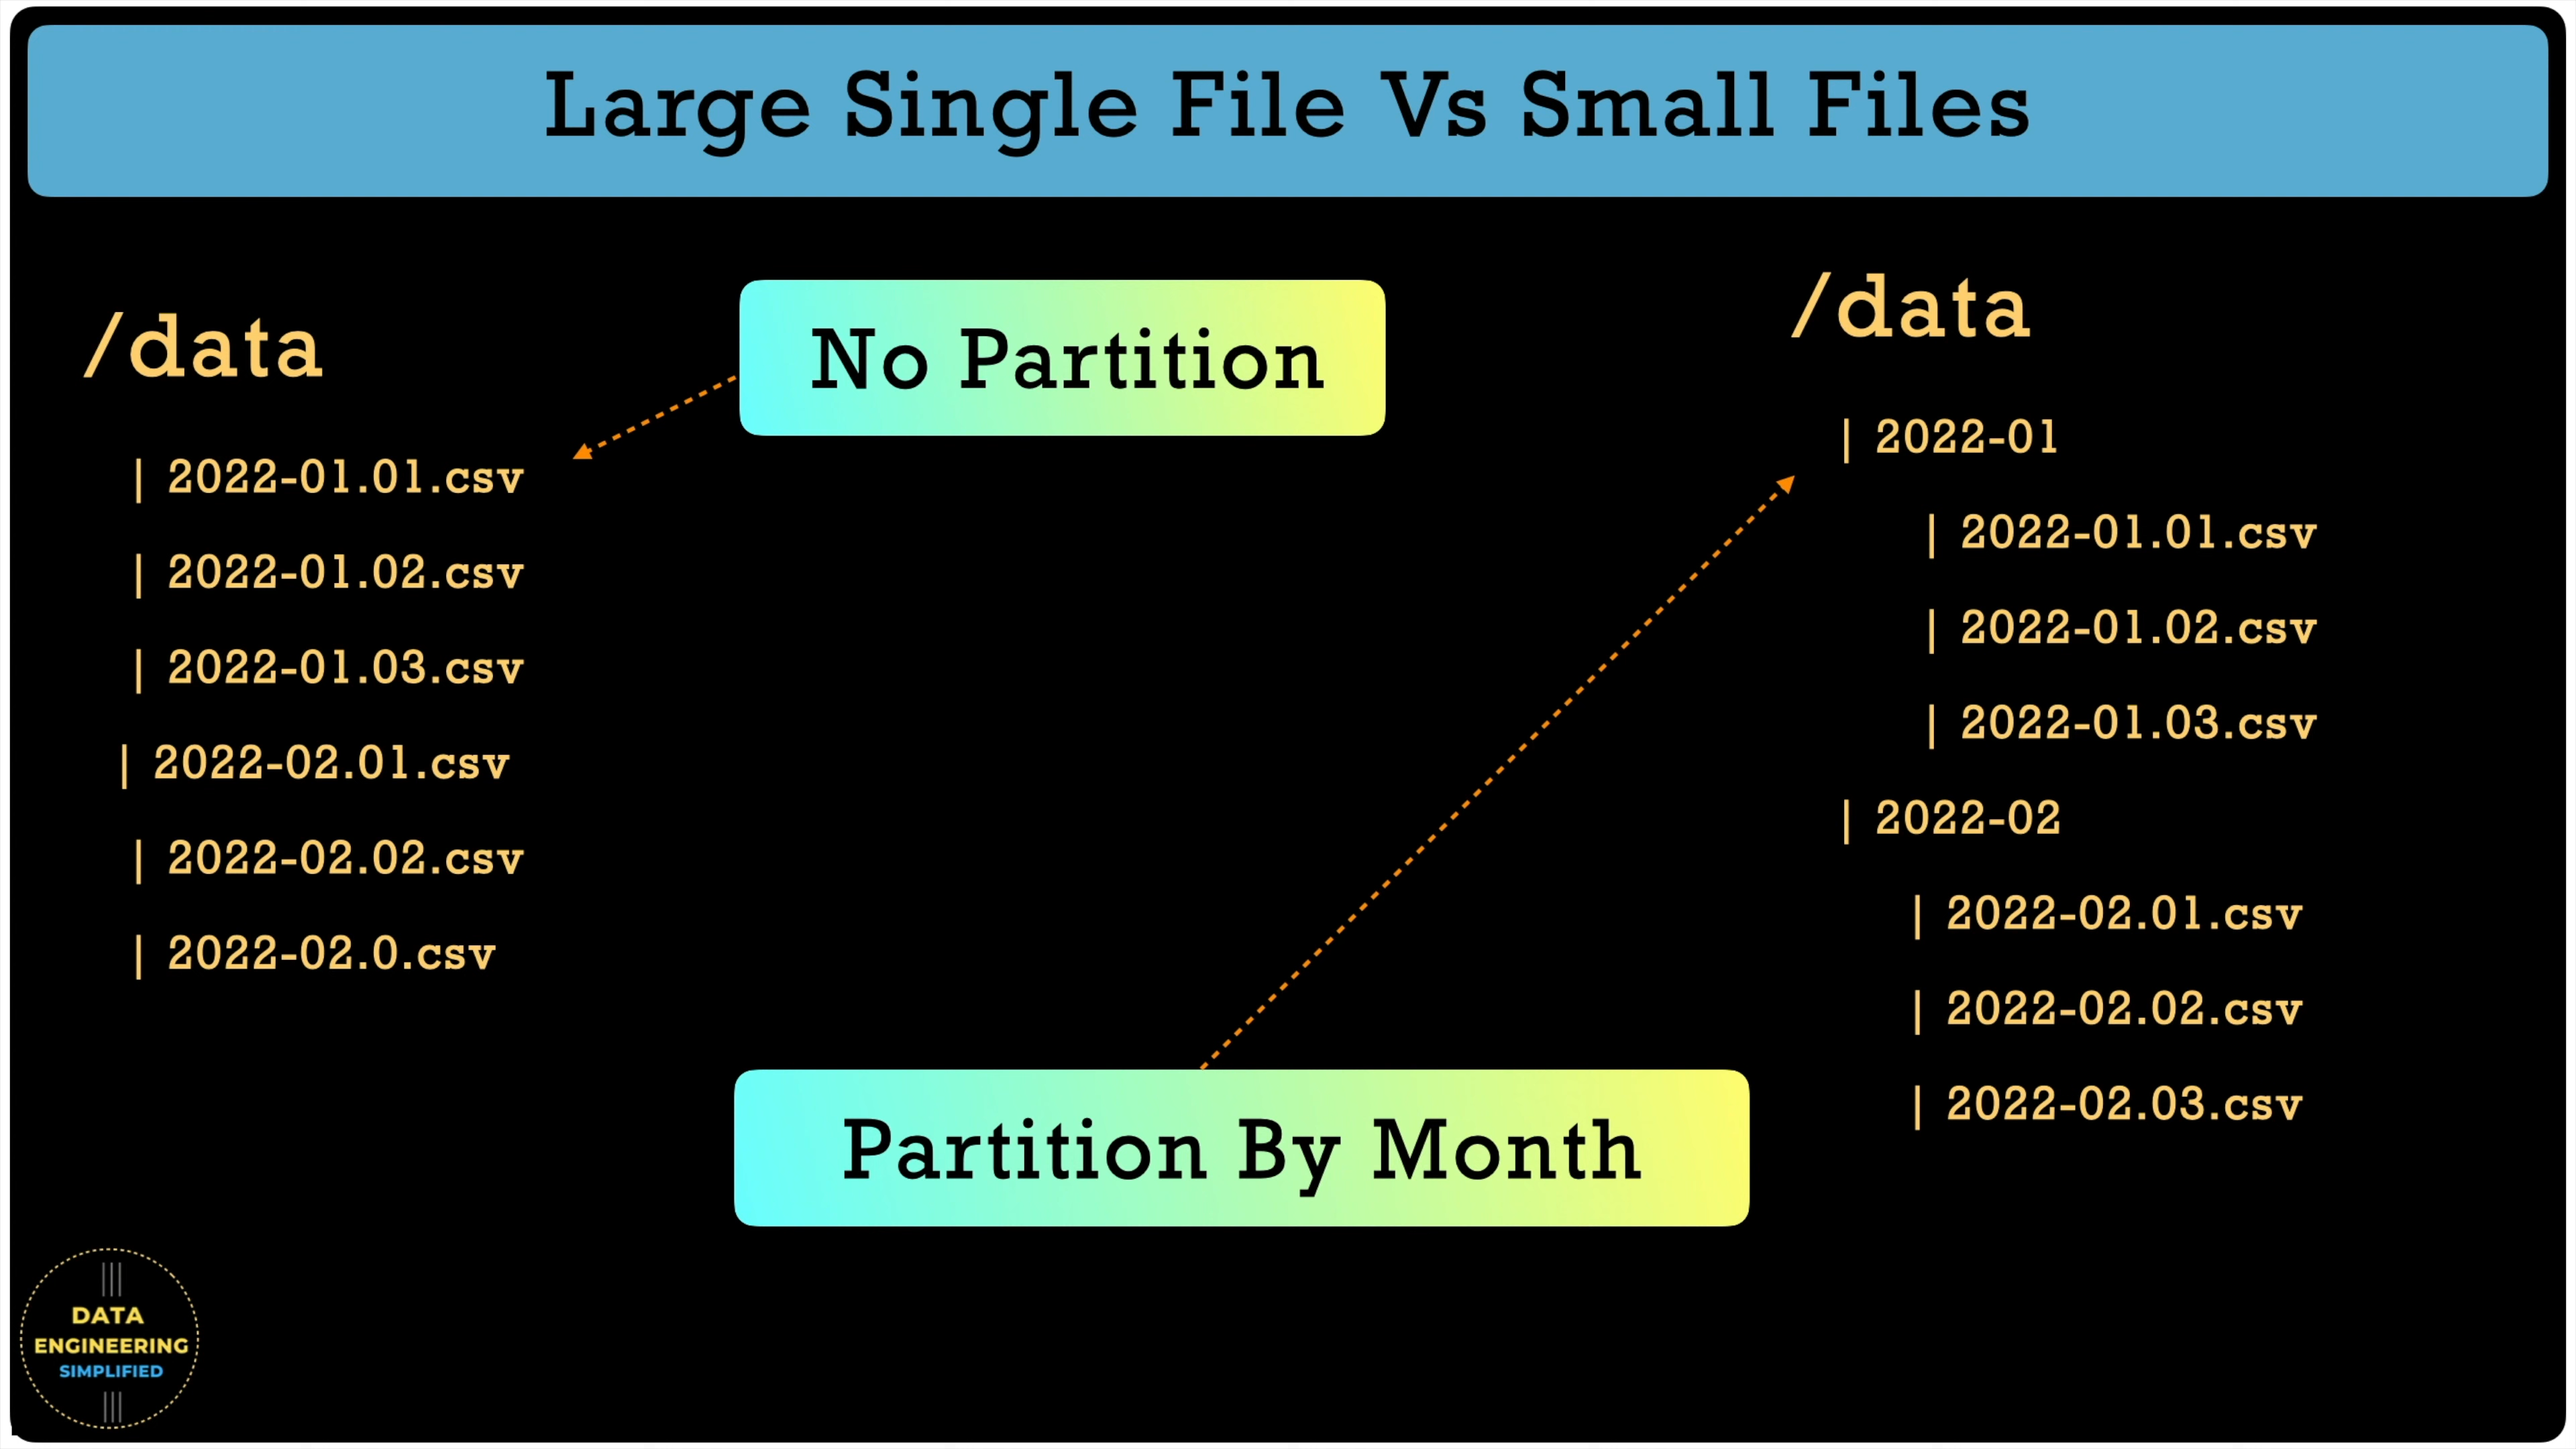 Large Single File Vs Small Files
/data
| 2022-01.01.csv
| 2022-01.02.csv
| 2022-01.03.csv
| 2022-02.01.csv
| 2022-02.02.csv
| 2022-02.0.csv
No Partition
Partition By Month
/data
| 2022-01
| 2022-01.01.csv
| 2022-01.02.csv
| 2022-01.03.csv
| 2022-02
| 2022-02.01.csv
| 2022-02.02.csv
| 2022-02.03.csv
DATA
ENGINEERING
SIMPLIFIED